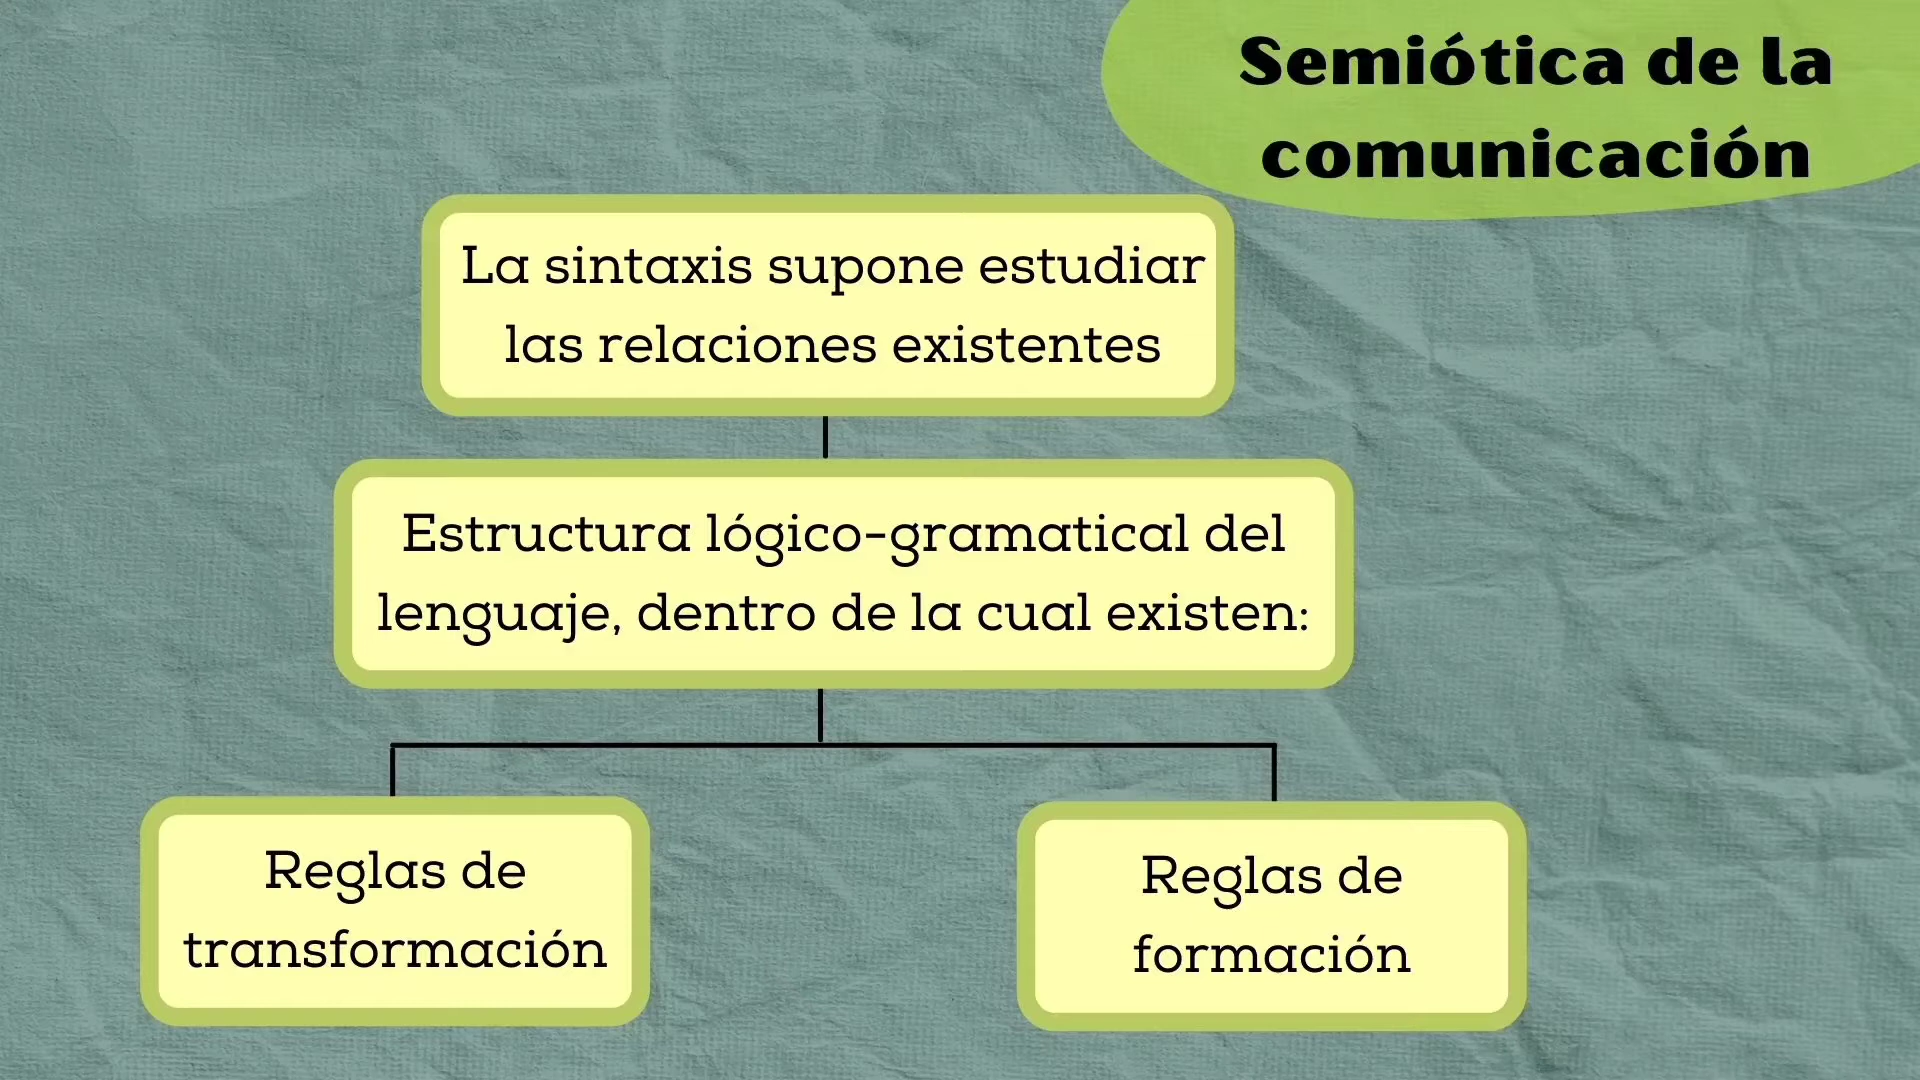 Semiótica de la
comunicación
La sintaxis supone estudiar
las relaciones existentes
Estructura lógico-gramatical del
lenguaje, dentro de la cual existen:
Reglas de
transformación
Reglas de
formación